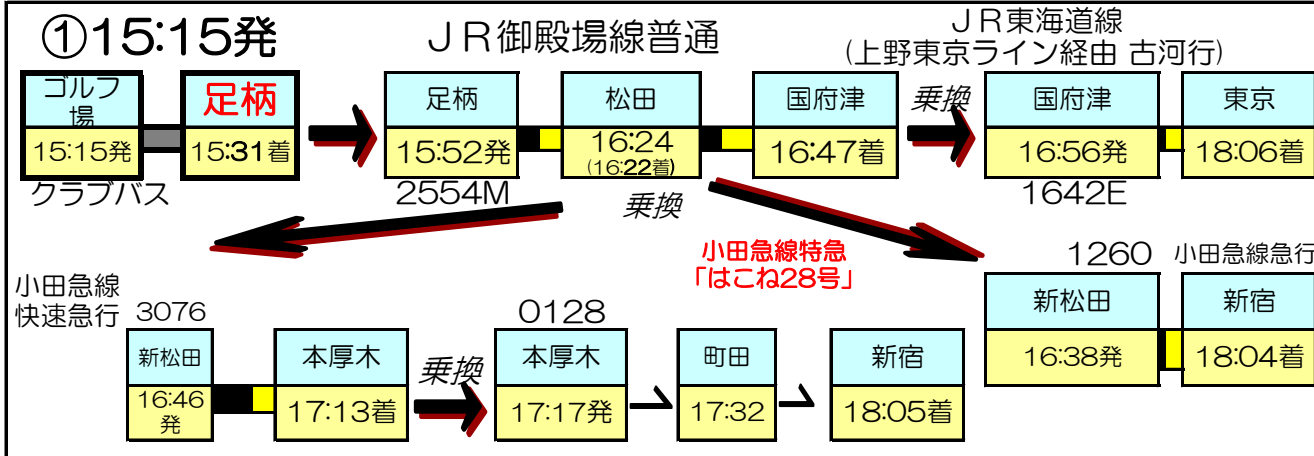 ①15:15発
JR御殿場線普通
JR東海道線
(上野東京ライン経由 古河行)
ゴルフ
場
足柄
足柄
松田
国府津
乗換
国府津
東京
15:15発
15:31着
15:52発
16:24
(16:22着)
16:47着
16:56発
18:06着
クラブバス
2554M
乗換
1642E
小田急線特急
「はこね28号」
1260
小田急線急行
小田急線
快速急行
3076
0128
新松田
新宿
16:38発
18:04着
新松田
本厚木
乗換
本厚木
町田
新宿
16:46
発
17:13着
17:17発
17:32
18:05着